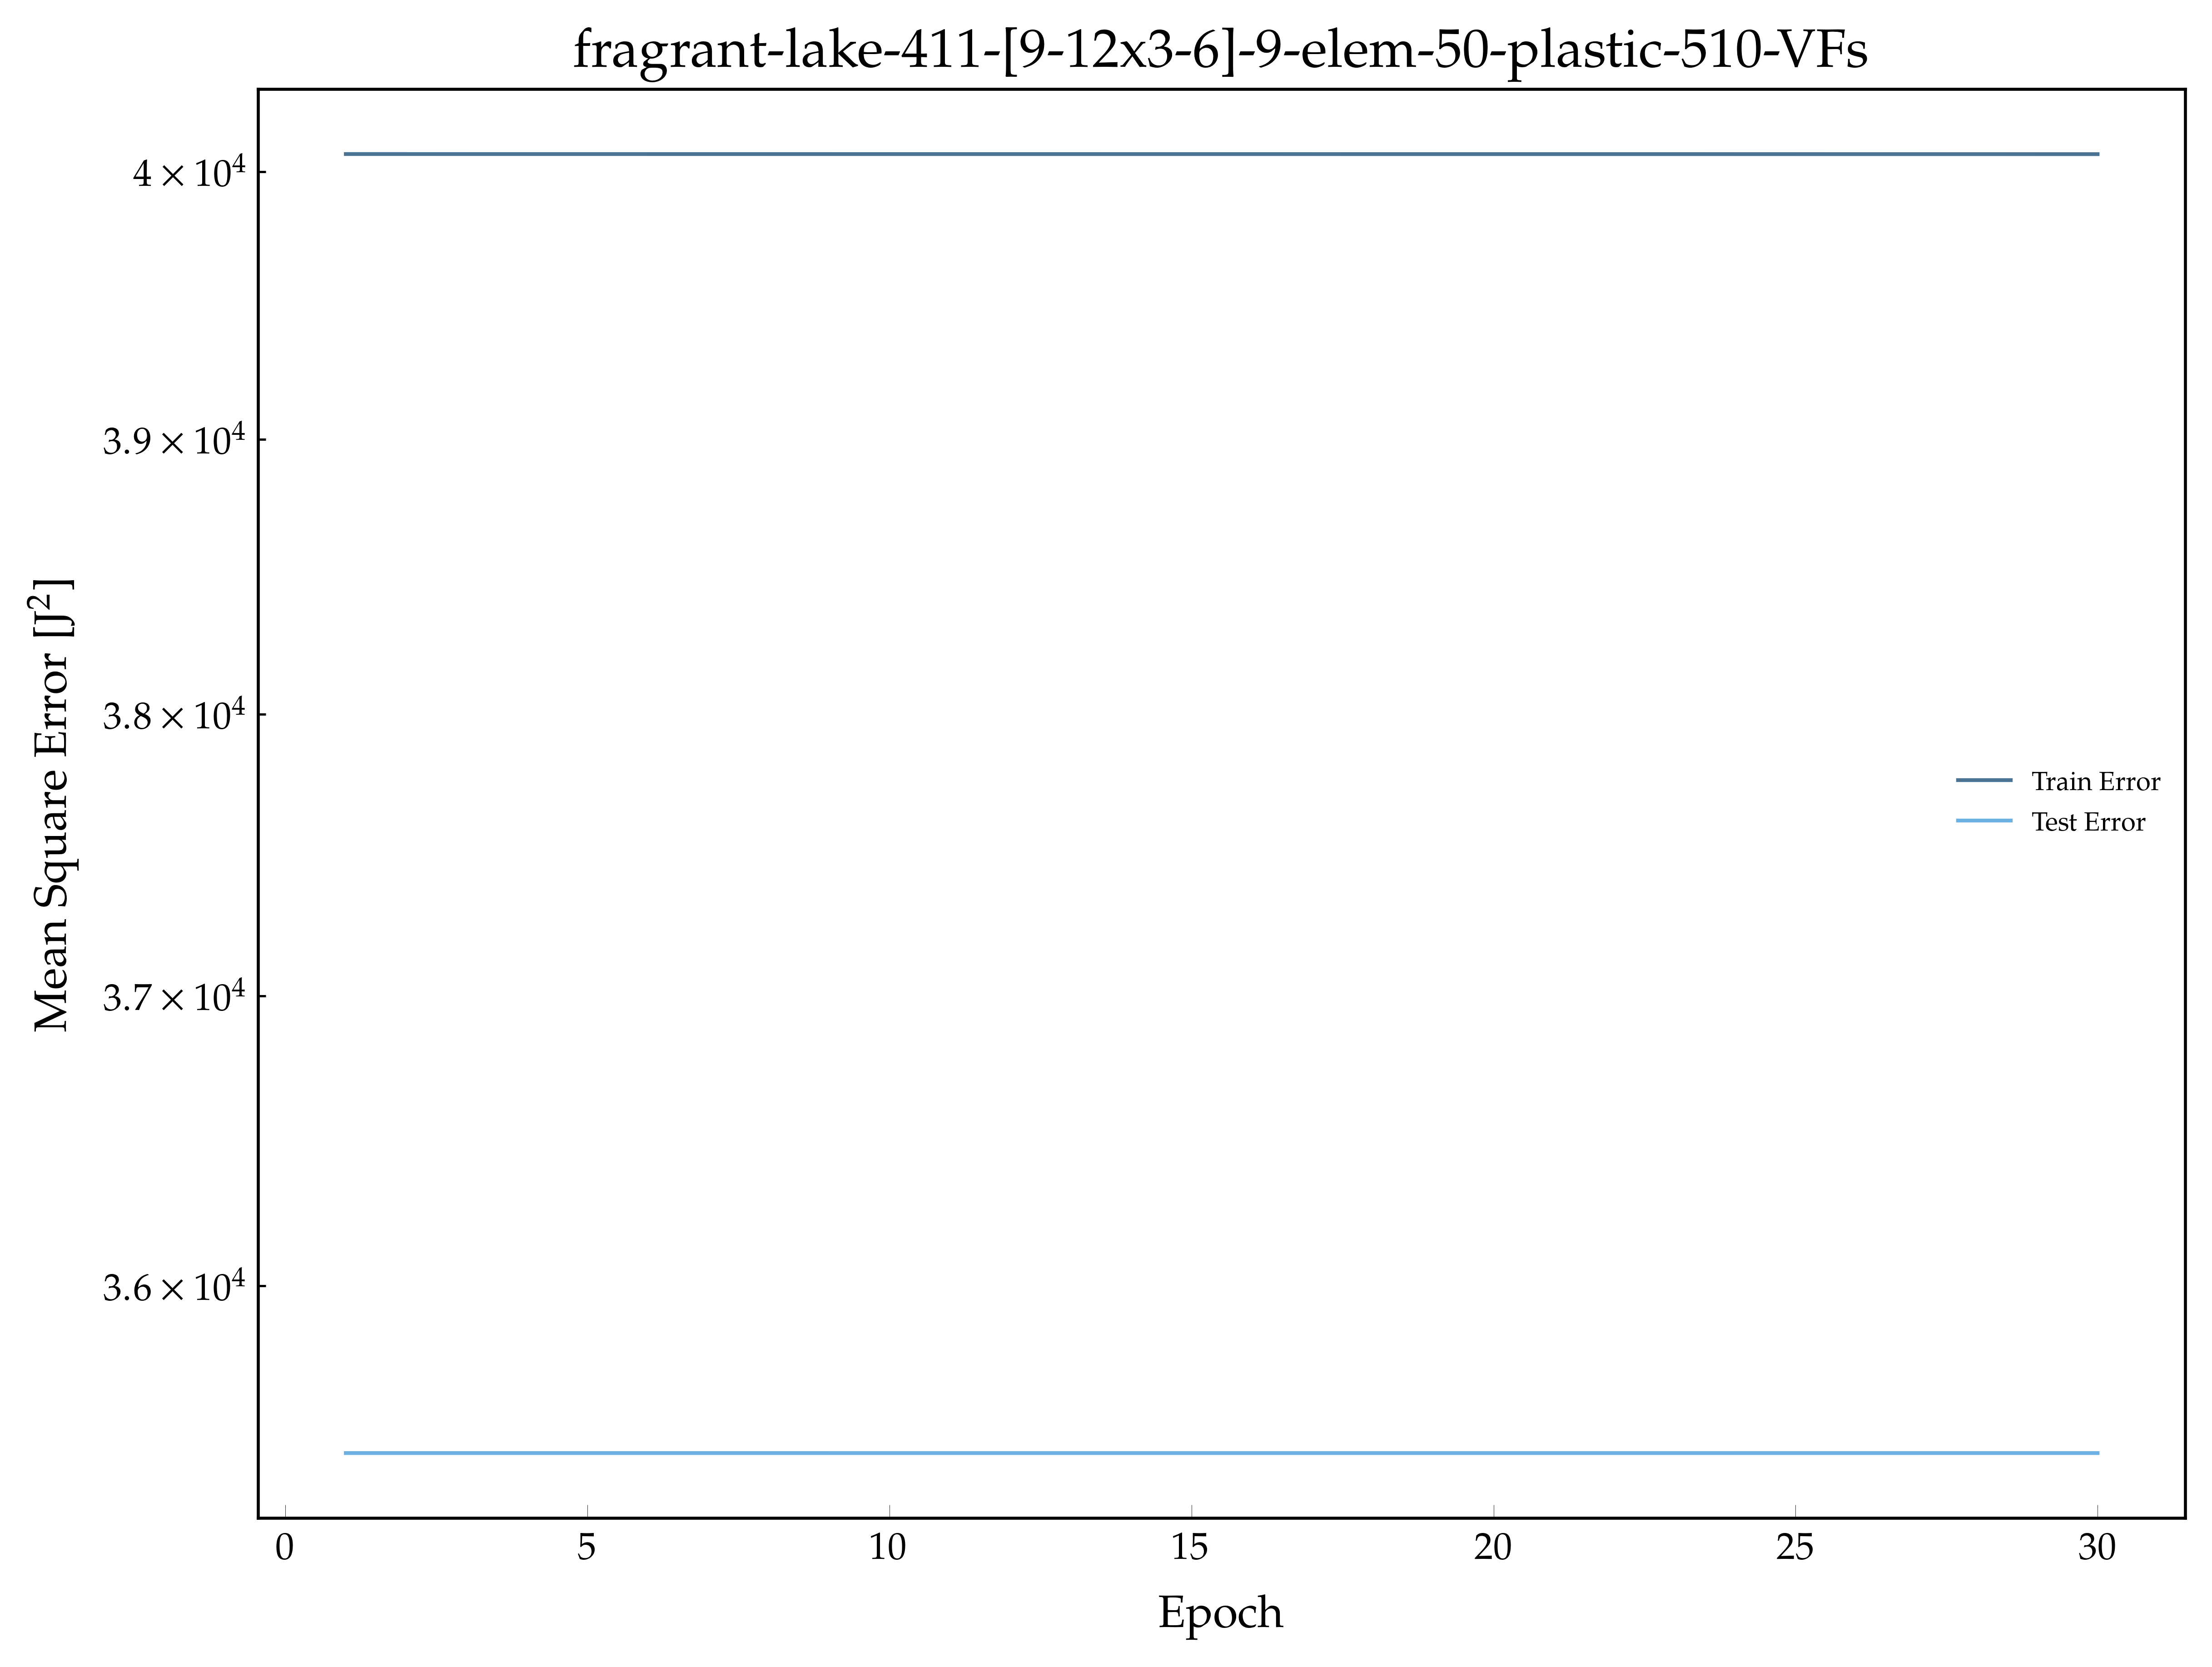 fragrant-lake-411-[9-12x3-6]-9-elem-50-plastic-510-VFs
Mean Square Error [J²]
4 × 10⁴
3.9 × 10⁴
3.8 × 10⁴
3.7 × 10⁴
3.6 × 10⁴
Train Error
Test Error
0 5 10 15 20 25 30
Epoch